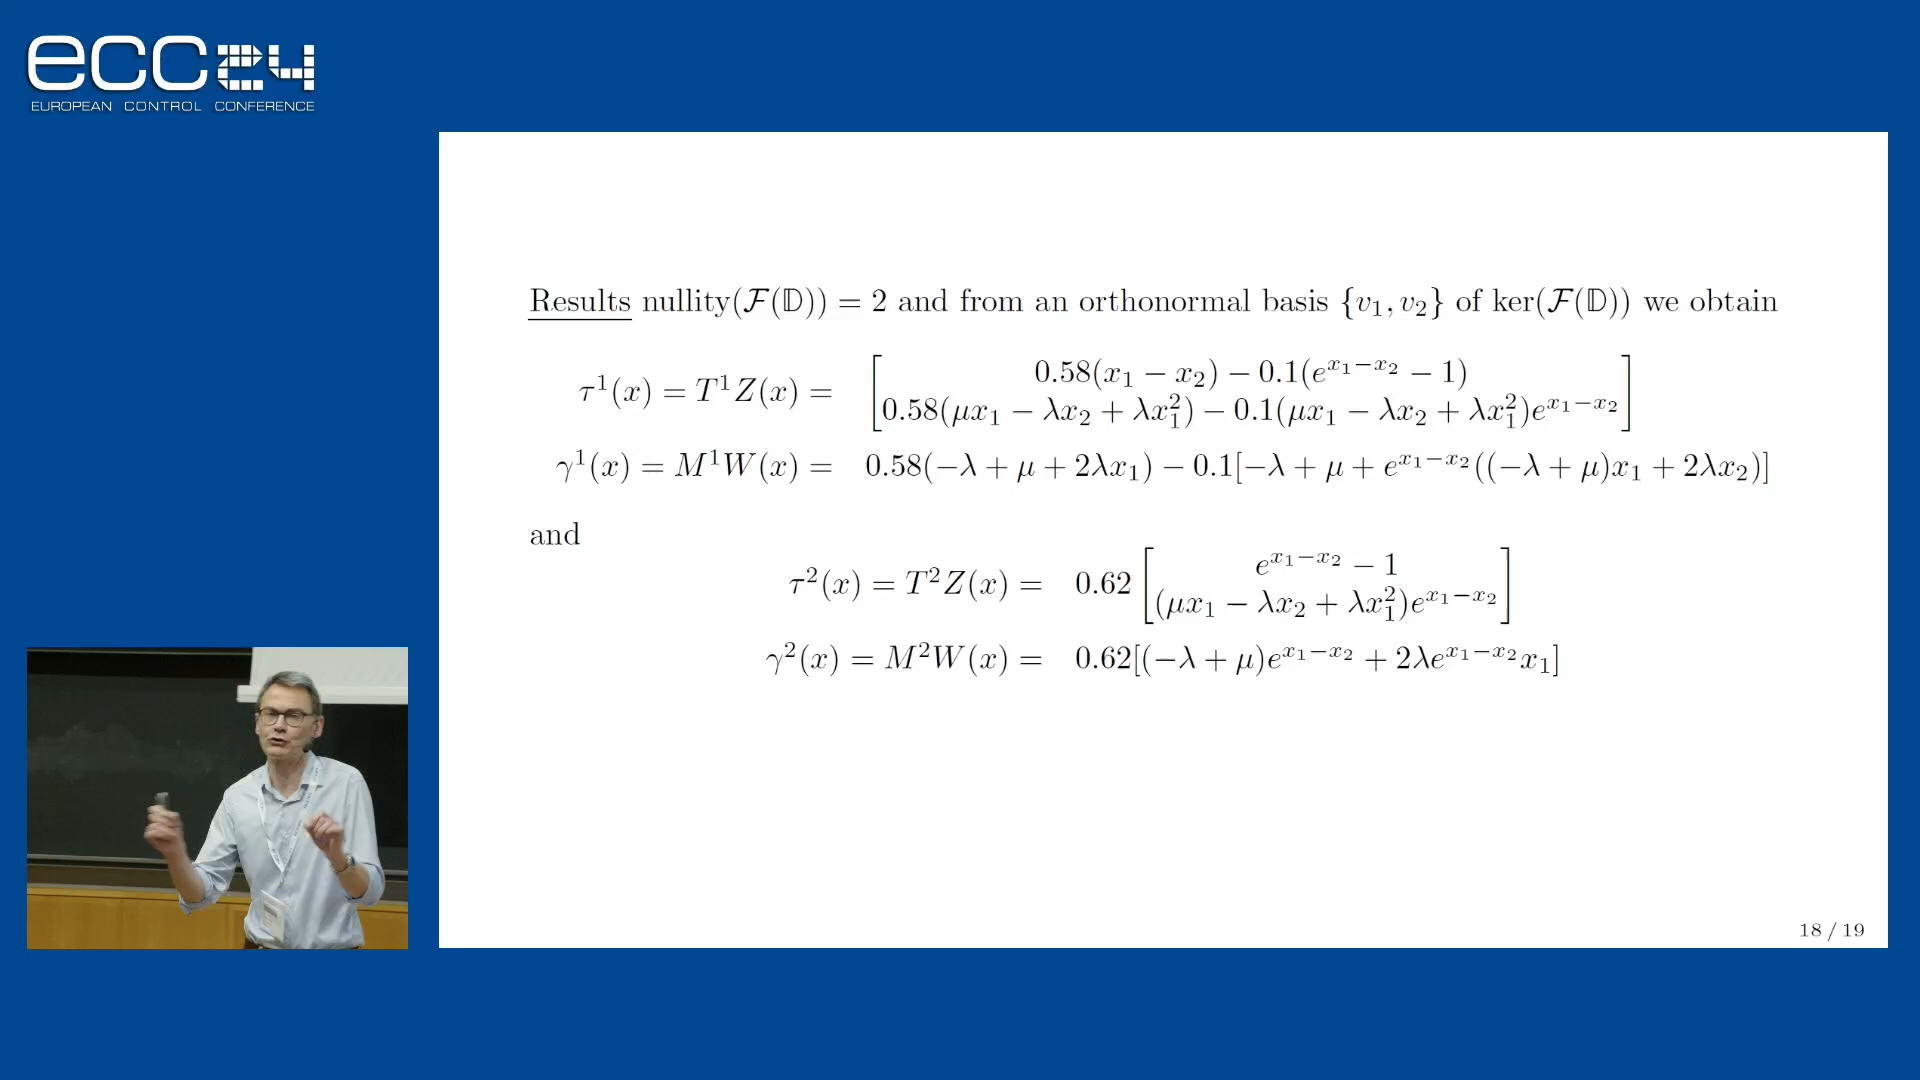 ecc24
EUROPEAN CONTROL CONFERENCE
Results nullity(ℱ(𝔻)) = 2 and from an orthonormal basis {v₁, v₂} of ker(ℱ(𝔻)) we obtain
τ¹(x) = T¹Z(x) = [ 0.58(x₁ − x₂) − 0.1(e^{x₁−x₂} − 1)
0.58(μx₁ − λx₂ + λx₁²) − 0.1(μx₁ − λx₂ + λx₁²)e^{x₁−x₂} ]
γ¹(x) = M¹W(x) = 0.58(−λ + μ + 2λx₁) − 0.1[−λ + μ + e^{x₁−x₂}((−λ + μ)x₁ + 2λx₂)]
and
τ²(x) = T²Z(x) = 0.62 [ e^{x₁−x₂} − 1
(μx₁ − λx₂ + λx₁²)e^{x₁−x₂} ]
γ²(x) = M²W(x) = 0.62[(−λ + μ)e^{x₁−x₂} + 2λe^{x₁−x₂}x₁]
18 / 19